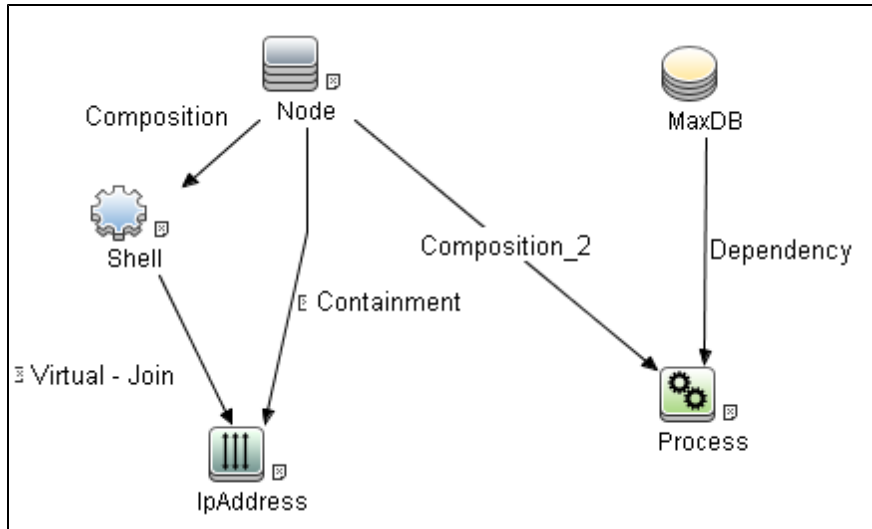 Node
MaxDB
Composition
Shell
Composition_2
Dependency
Containment
Virtual - Join
Process
IpAddress